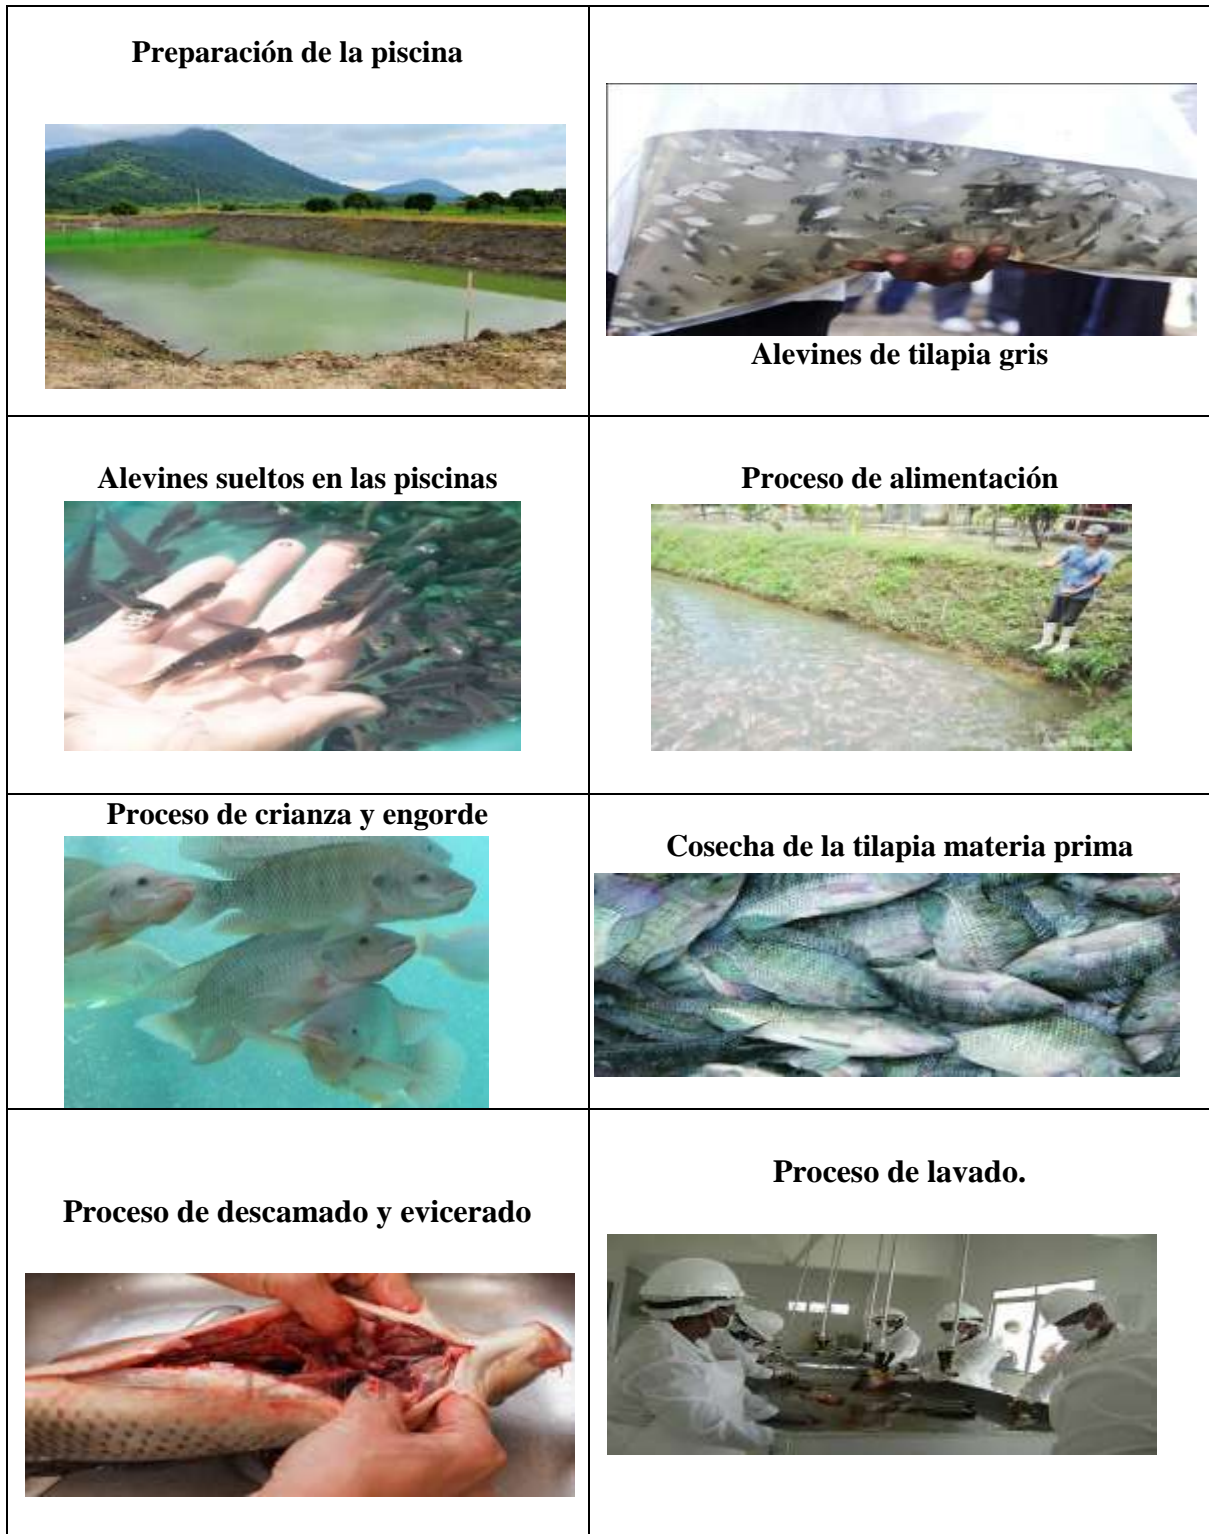 Preparación de la piscina
Alevines de tilapia gris
Alevines sueltos en las piscinas
Proceso de alimentación
Proceso de crianza y engorde
Cosecha de la tilapia materia prima
Proceso de descamado y evicerado
Proceso de lavado.